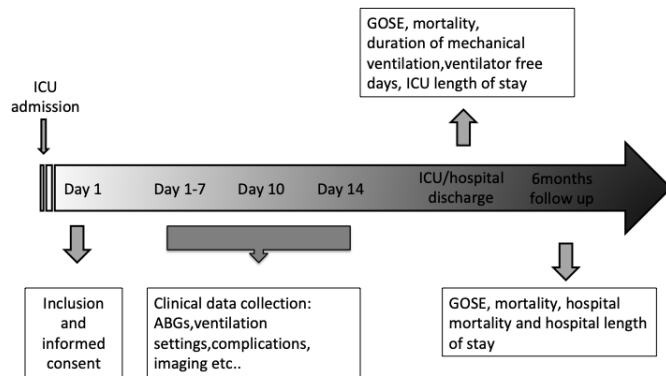 GOSE, mortality,
duration of mechanical
ventilation,ventilator free
days, ICU length of stay
ICU
admission
Day 1
Day 1-7
Day 10
Day 14
ICU/hospital
discharge
6months
follow up
Inclusion
and
informed
consent
Clinical data collection:
ABGs,ventilation
settings,complications,
imaging etc..
GOSE, mortality, hospital
mortality and hospital length
of stay